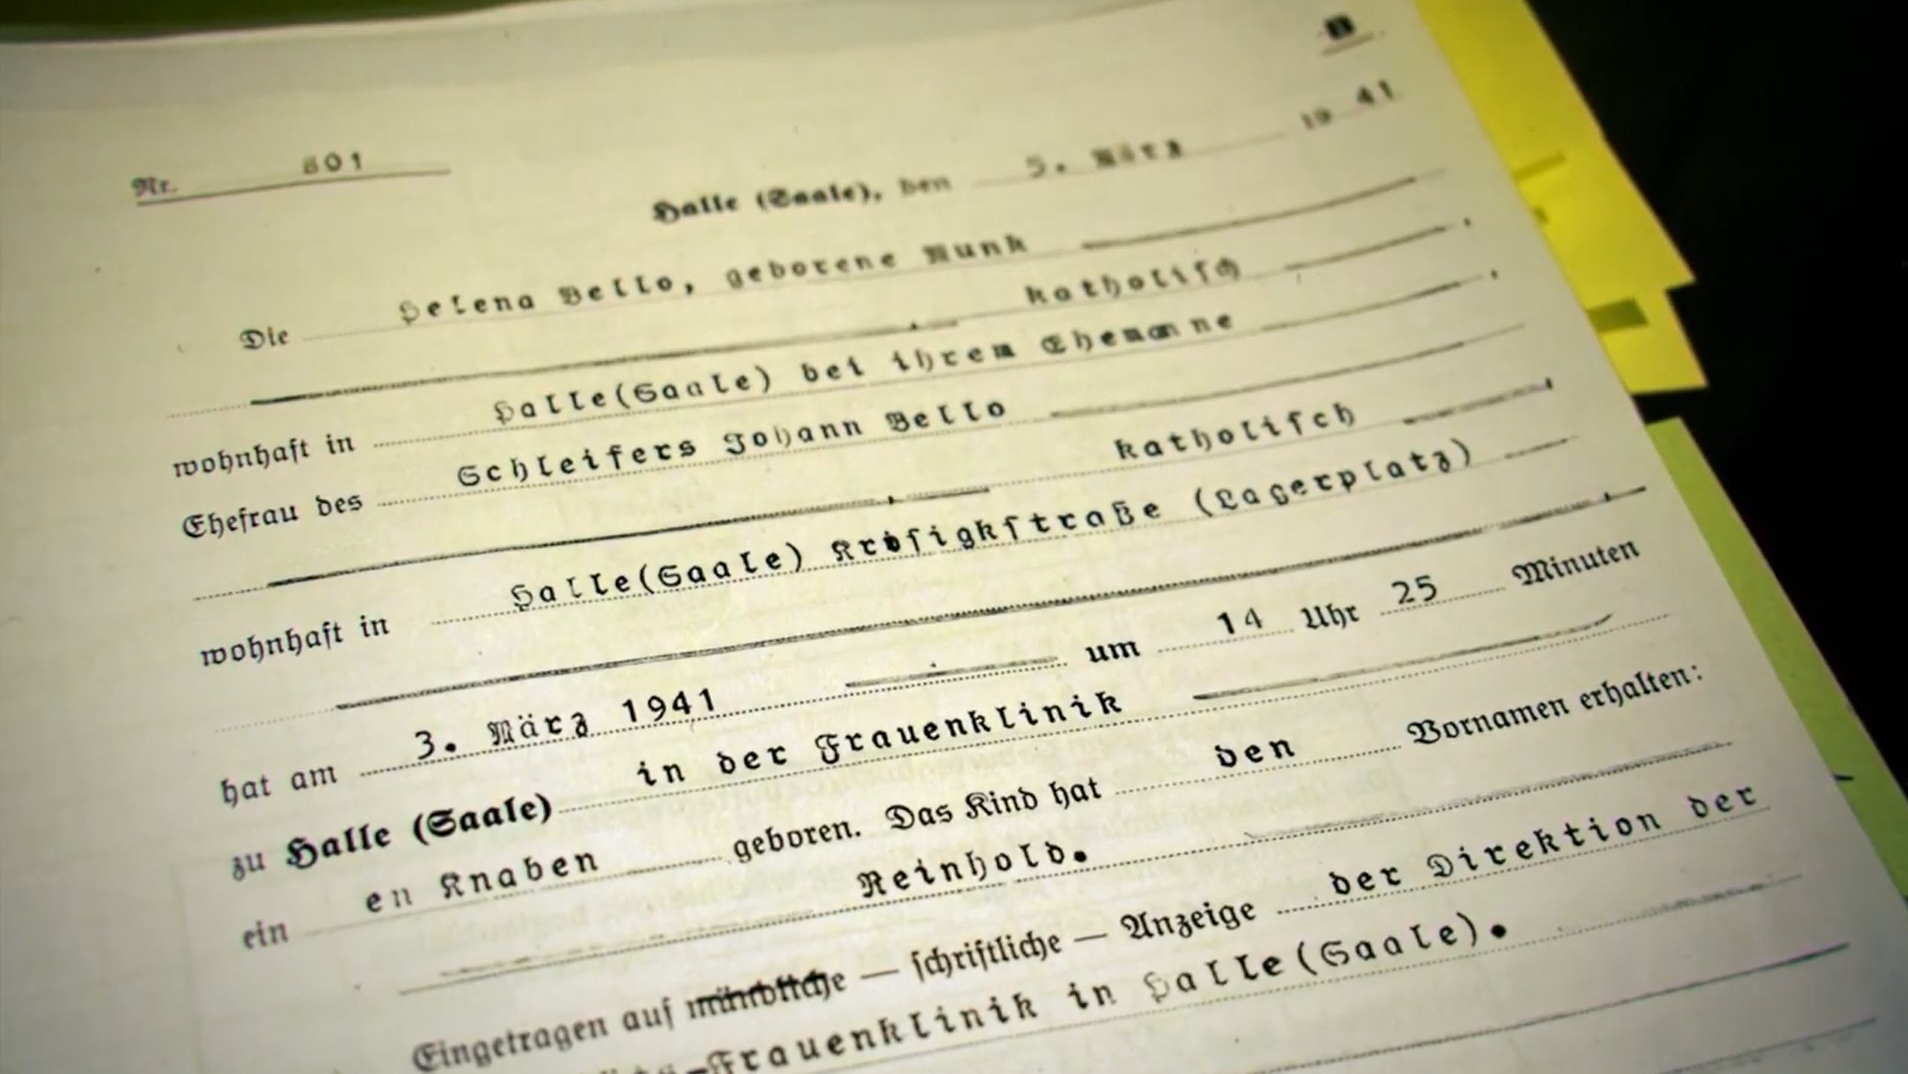 B
Nr. 801
Halle (Saale), den 5. März 1941
Die Helena Bello, geborene Munk
katholisch
wohnhaft in Halle(Saale) bei ihrem Ehemanne
Ehefrau des Schleifers Johann Bello
katholisch
wohnhaft in Halle(Saale) Krosigkstraße (Lagerplatz)
hat am 3. März 1941 um 14 Uhr 25 Minuten
zu Halle (Saale) in der Frauenklinik
ein en Knaben geboren. Das Kind hat den Vornamen erhalten:
Reinhold.
Eingetragen auf mündliche — schriftliche — Anzeige der Direktion der
-Frauenklinik in Halle(Saale).